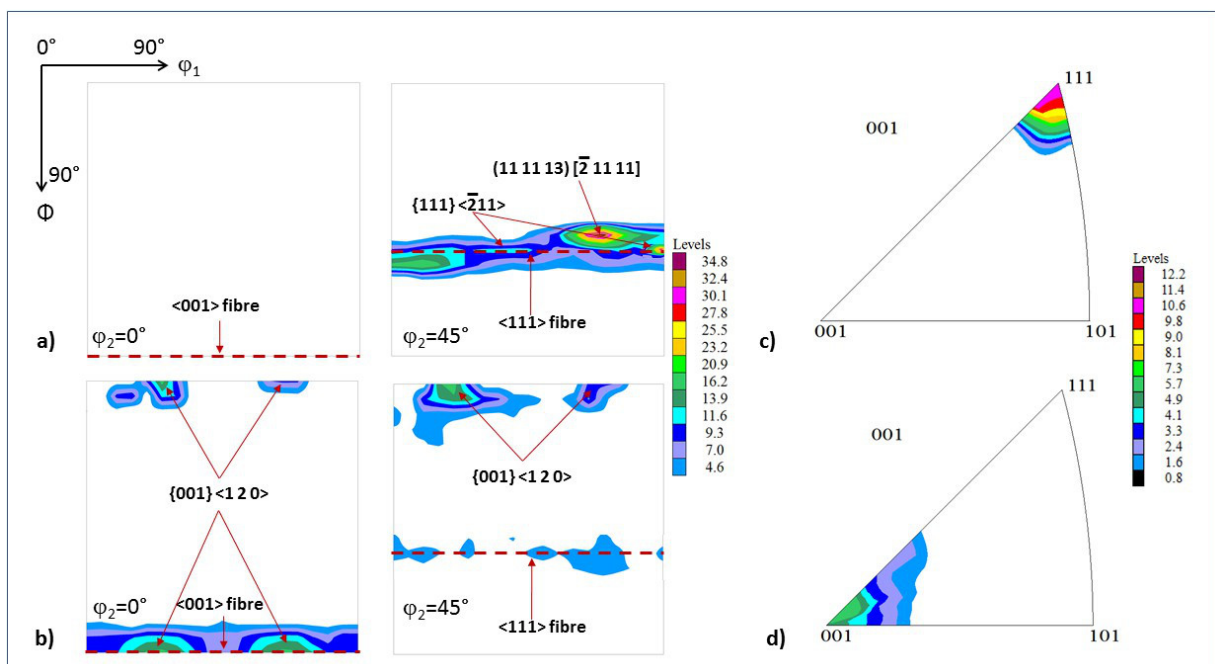 0°
90°
φ1
90°
Φ
(11 11 13) [2̅ 11 11]
{111}<2̅11>
<001> fibre
φ2=0°
a)
<111> fibre
φ2=45°
Levels
34.8
32.4
30.1
27.8
25.5
23.2
20.9
16.2
13.9
11.6
9.3
7.0
4.6
{001}<1 2 0>
<001> fibre
φ2=0°
b)
{001}<1 2 0>
φ2=45°
<111> fibre
111
001
c)
001
101
Levels
12.2
11.4
10.6
9.8
9.0
8.1
7.3
5.7
4.9
4.1
3.3
2.4
1.6
0.8
111
001
d)
001
101